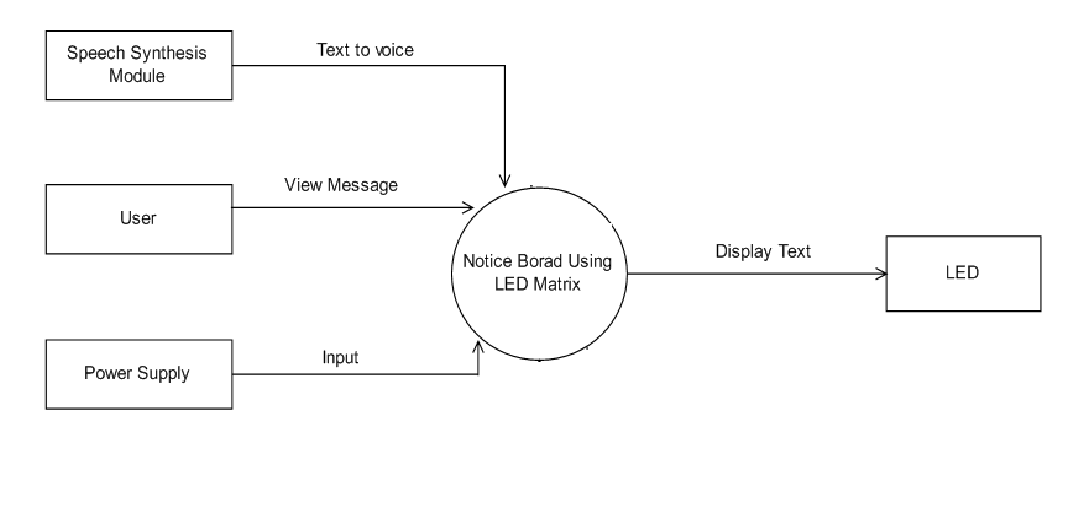 Speech Synthesis
Module
Text to voice
User
View Message
Notice Borad Using
LED Matrix
Display Text
LED
Power Supply
Input